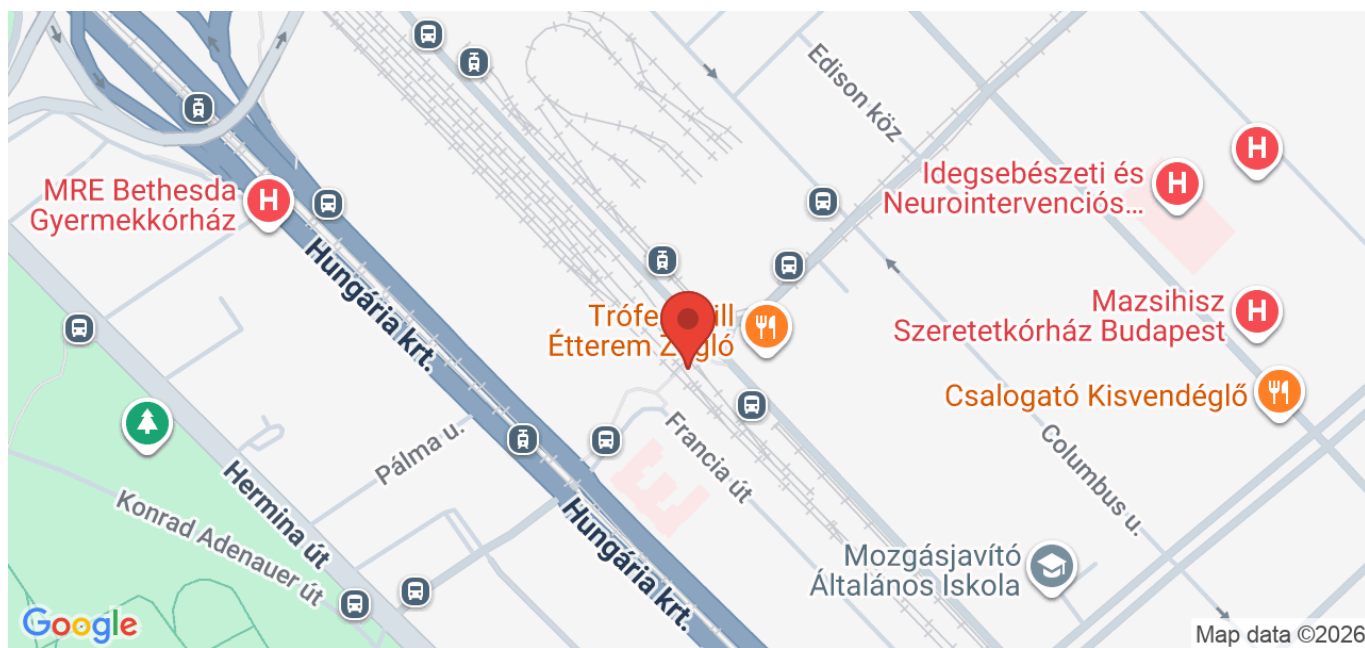 Edison köz
MRE Bethesda
Gyermekkórház
Idegsebészeti és
Neurointervenciós...
Hungária krt.
Mazsihisz
Szeretetkórház Budapest
Étterem
Csalogató Kisvendéglő
Pálma u.
Francia út
Columbus u.
Hermina út
Konrad Adenauer út
Hungária krt.
Mozgásjavító
Általános Iskola
Google
Map data ©2026
H
H
H
H